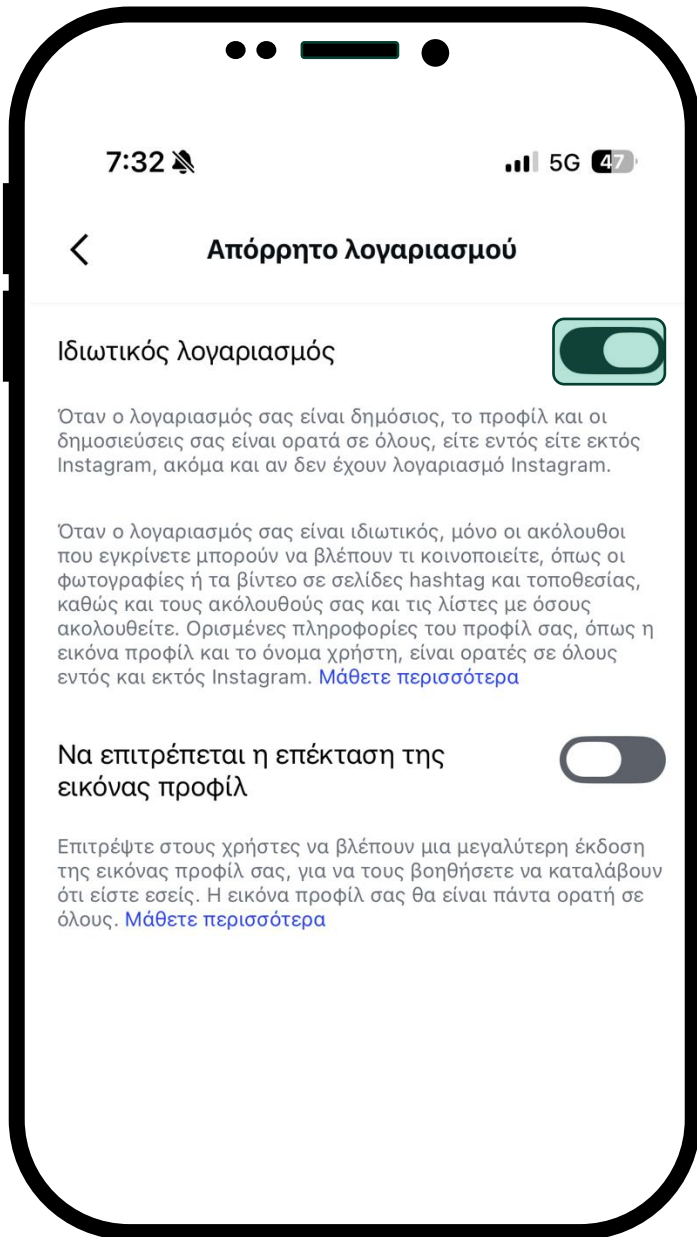 7:32
5G 47
Απόρρητο λογαριασμού
Ιδιωτικός λογαριασμός
Όταν ο λογαριασμός σας είναι δημόσιος, το προφίλ και οι
δημοσιεύσεις σας είναι ορατά σε όλους, είτε εντός είτε εκτός
Instagram, ακόμα και αν δεν έχουν λογαριασμό Instagram.
Όταν ο λογαριασμός σας είναι ιδιωτικός, μόνο οι ακόλουθοι
που εγκρίνετε μπορούν να βλέπουν τι κοινοποιείτε, όπως οι
φωτογραφίες ή τα βίντεο σε σελίδες hashtag και τοποθεσίας,
καθώς και τους ακόλουθούς σας και τις λίστες με όσους
ακολουθείτε. Ορισμένες πληροφορίες του προφίλ σας, όπως η
εικόνα προφίλ και το όνομα χρήστη, είναι ορατές σε όλους
εντός και εκτός Instagram. Μάθετε περισσότερα
Να επιτρέπεται η επέκταση της
εικόνας προφίλ
Επιτρέψτε στους χρήστες να βλέπουν μια μεγαλύτερη έκδοση
της εικόνας προφίλ σας, για να τους βοηθήσετε να καταλάβουν
ότι είστε εσείς. Η εικόνα προφίλ σας θα είναι πάντα ορατή σε
όλους. Μάθετε περισσότερα